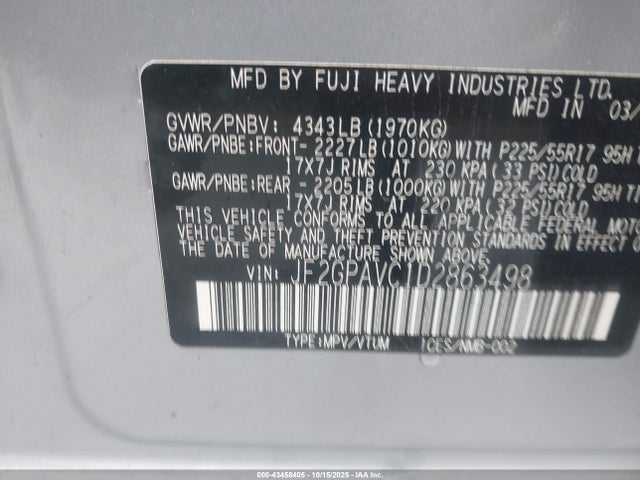 MFD BY FUJI HEAVY INDUSTRIES LTD.
MFD IN 03/
GVWR/PNBV: 4343LB(1970KG)
GAWR/PNBE:FRONT- 2227LB(1010KG)WITH P225/55R17 95H T
17X7J RIMS AT 230 KPA(33 PSI)COLD
GAWR/PNBE:REAR - 2205LB(1000KG)WITH P225/55R17 95H T
17X7J RIMS AT 220 KPA(32 PSI)COLD
THIS VEHICLE CONFORMS TO ALL APPLICABLE FEDERAL MOTO
VEHICLE SAFETY AND THEFT PREVENTION STANDARDS IN EFFECT ON
THE DATE OF MANUFACTURE SHOWN ABOVE.
VIN: JF2GPAVC1D2863498
TYPE:MPV/VTUM ICES/NMB-002
000-43458405 - 10/15/2025 - IAAI.COM